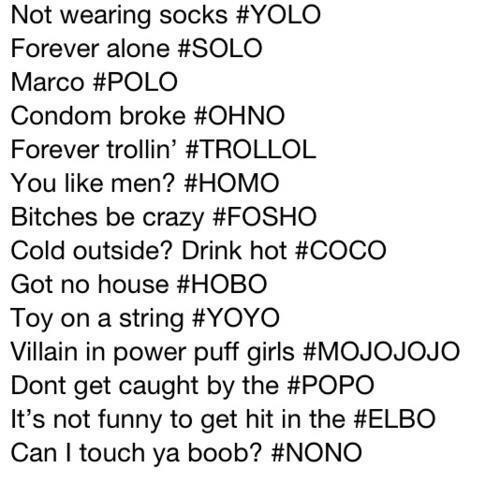 Not wearing socks #YOLO
Forever alone #SOLO
Marco #POLO
Condom broke #OHNO
Forever trollin’ #TROLLOL
You like men? #HOMO
Bitches be crazy #FOSHO
Cold outside? Drink hot #COCO
Got no house #HOBO
Toy on a string #YOYO
Villain in power puff girls #MOJOJOJO
Dont get caught by the #POPO
It’s not funny to get hit in the #ELBO
Can I touch ya boob? #NONO